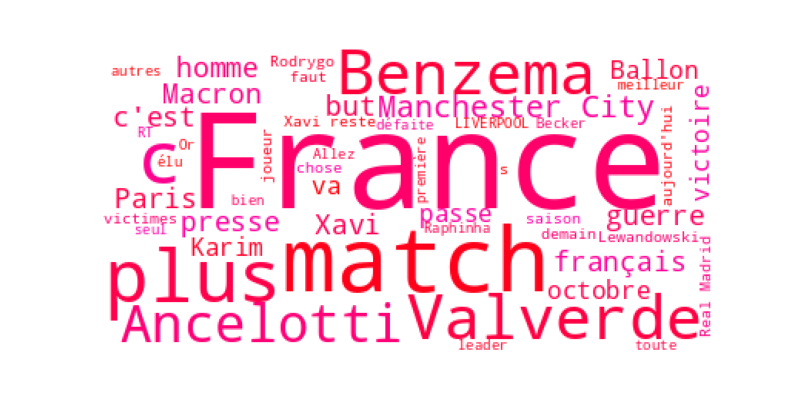 autres
homme
Rodrygo
faut
Benzema
Ballon
meilleur
Macron
but
Manchester City
c'est
RT
Xavi reste
défaite
LIVERPOOL
Becker
victoire
aujourd'hui
Or
c
élu
France
joueur
Allez
chose
première
s
va
Paris
bien
victimes
seul
presse
Xavi
passe
Raphinha
saison
guerre
demain
Lewandowski
Karim
match
français
plus
octobre
Real Madrid
Ancelotti
Valverde
leader
toute